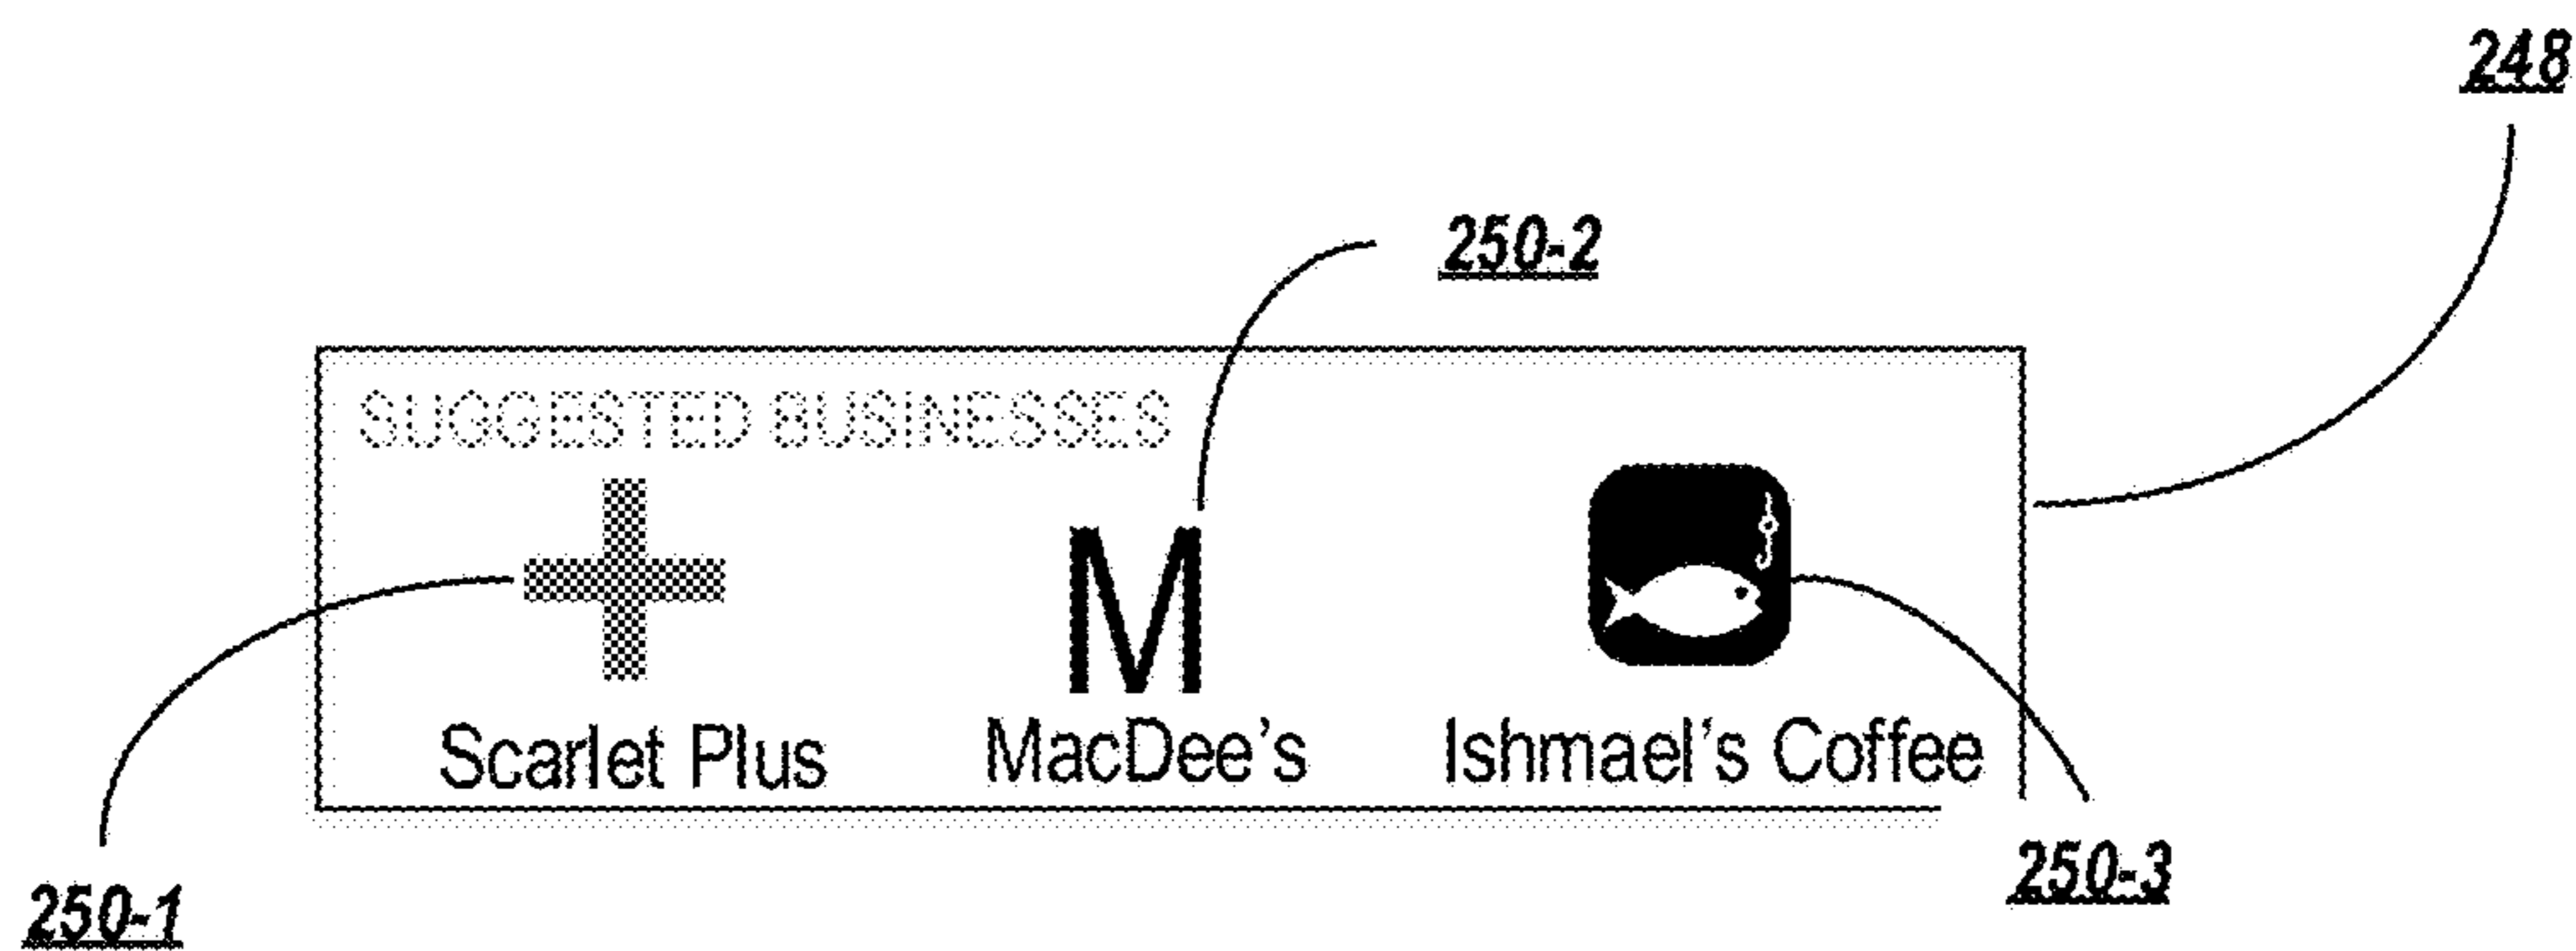 248
250-2
SUGGESTED BUSINESSES
M
Scarlet Plus MacDee's Ishmael's Coffee
250-1
250-3